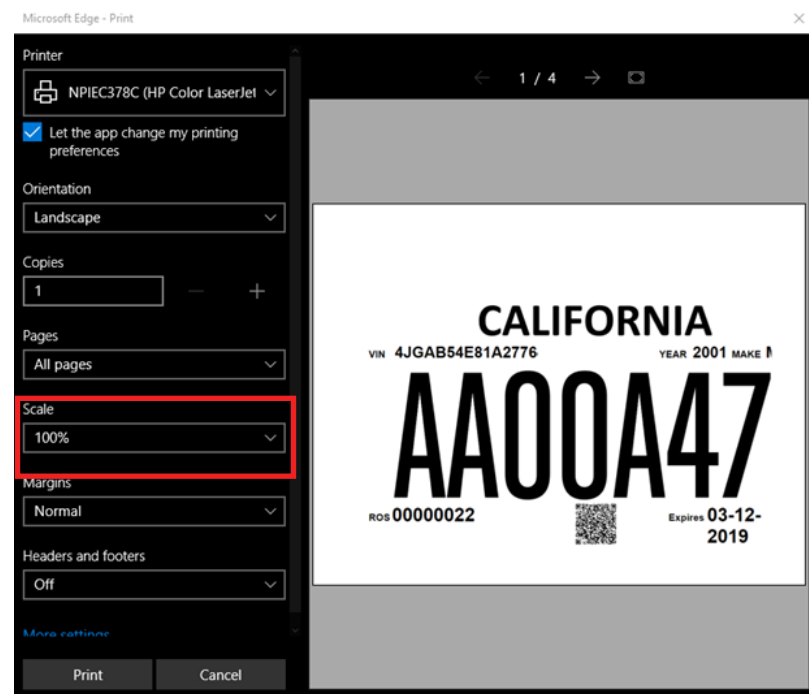 Microsoft Edge - Print
Printer
NPIEC378C (HP Color LaserJet
Let the app change my printing
preferences
Orientation
Landscape
Copies
1
Pages
All pages
Scale
100%
Margins
Normal
Headers and footers
Off
More settings
Print Cancel
1 / 4
CALIFORNIA
VIN 4JGAB54E81A2776 YEAR 2001 MAKE M
AA00A47
ROS 00000022 Expires 03-12-
2019